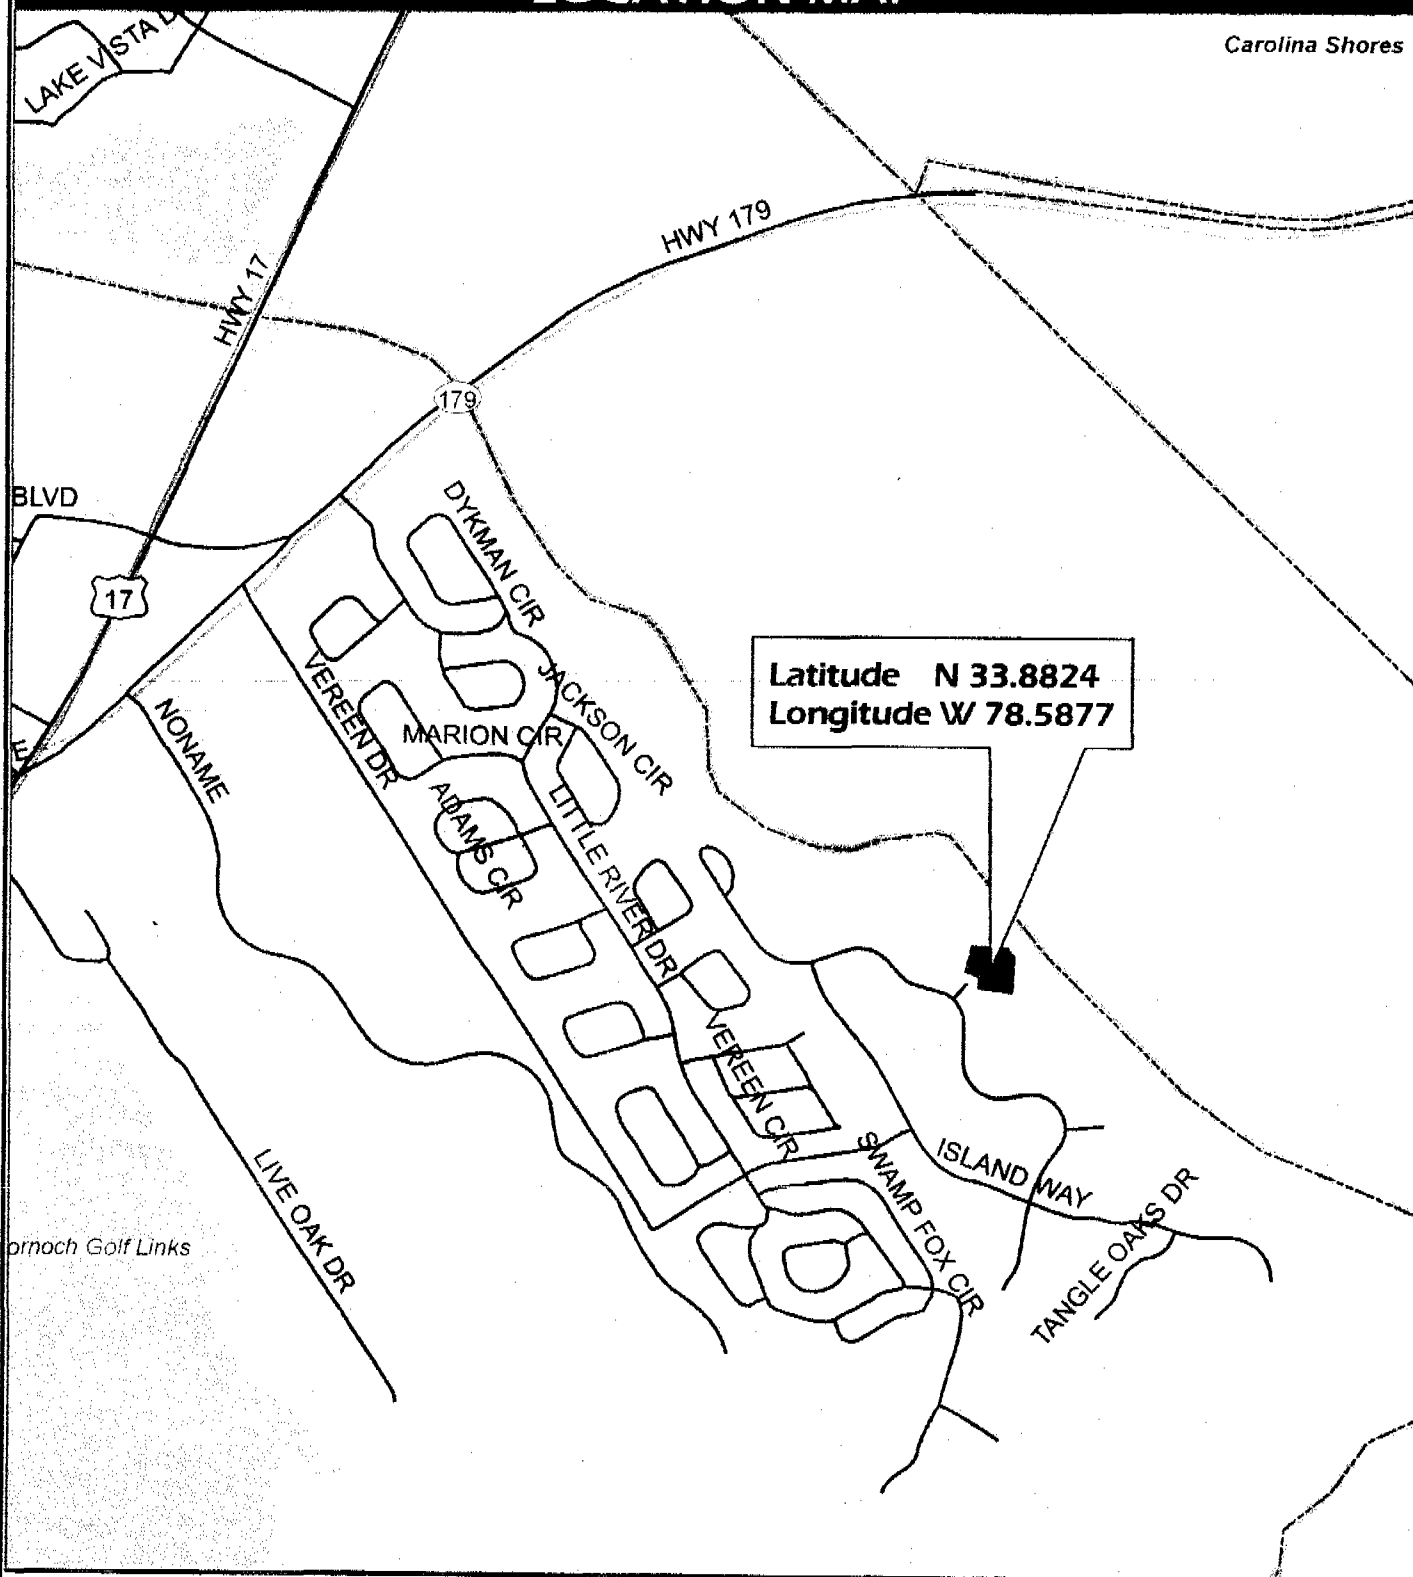 LOCATION MAP
Carolina Shores
LAKE VISTA
HWY 179
HWY 17
179
BLVD
DYKMAN CIR
17
JACKSON CIR
Latitude N 33.8824
Longitude W 78.5877
VEREEN DR
NONAME
MARION CIR
ADAMS CIR
LITTLE RIVER DR
VEREEN CIR
SWAMP FOX CIR
ISLAND WAY
LIVE OAK DR
TANGLE OAKS DR
ornoch Golf Links